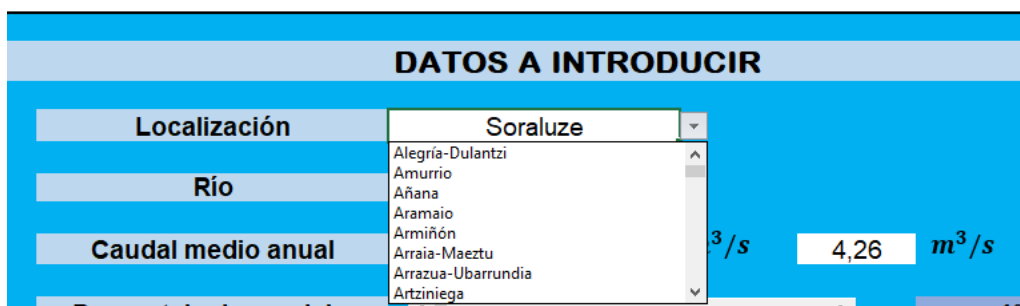 DATOS A INTRODUCIR
Localización Soraluze
Alegría-Dulantzi
Amurrio
Río
Añana
Aramaio
Armiñón
Caudal medio anual
Arraia-Maeztu
³/s 4,26 m³/s
Arrazua-Ubarrundia
Artziniega